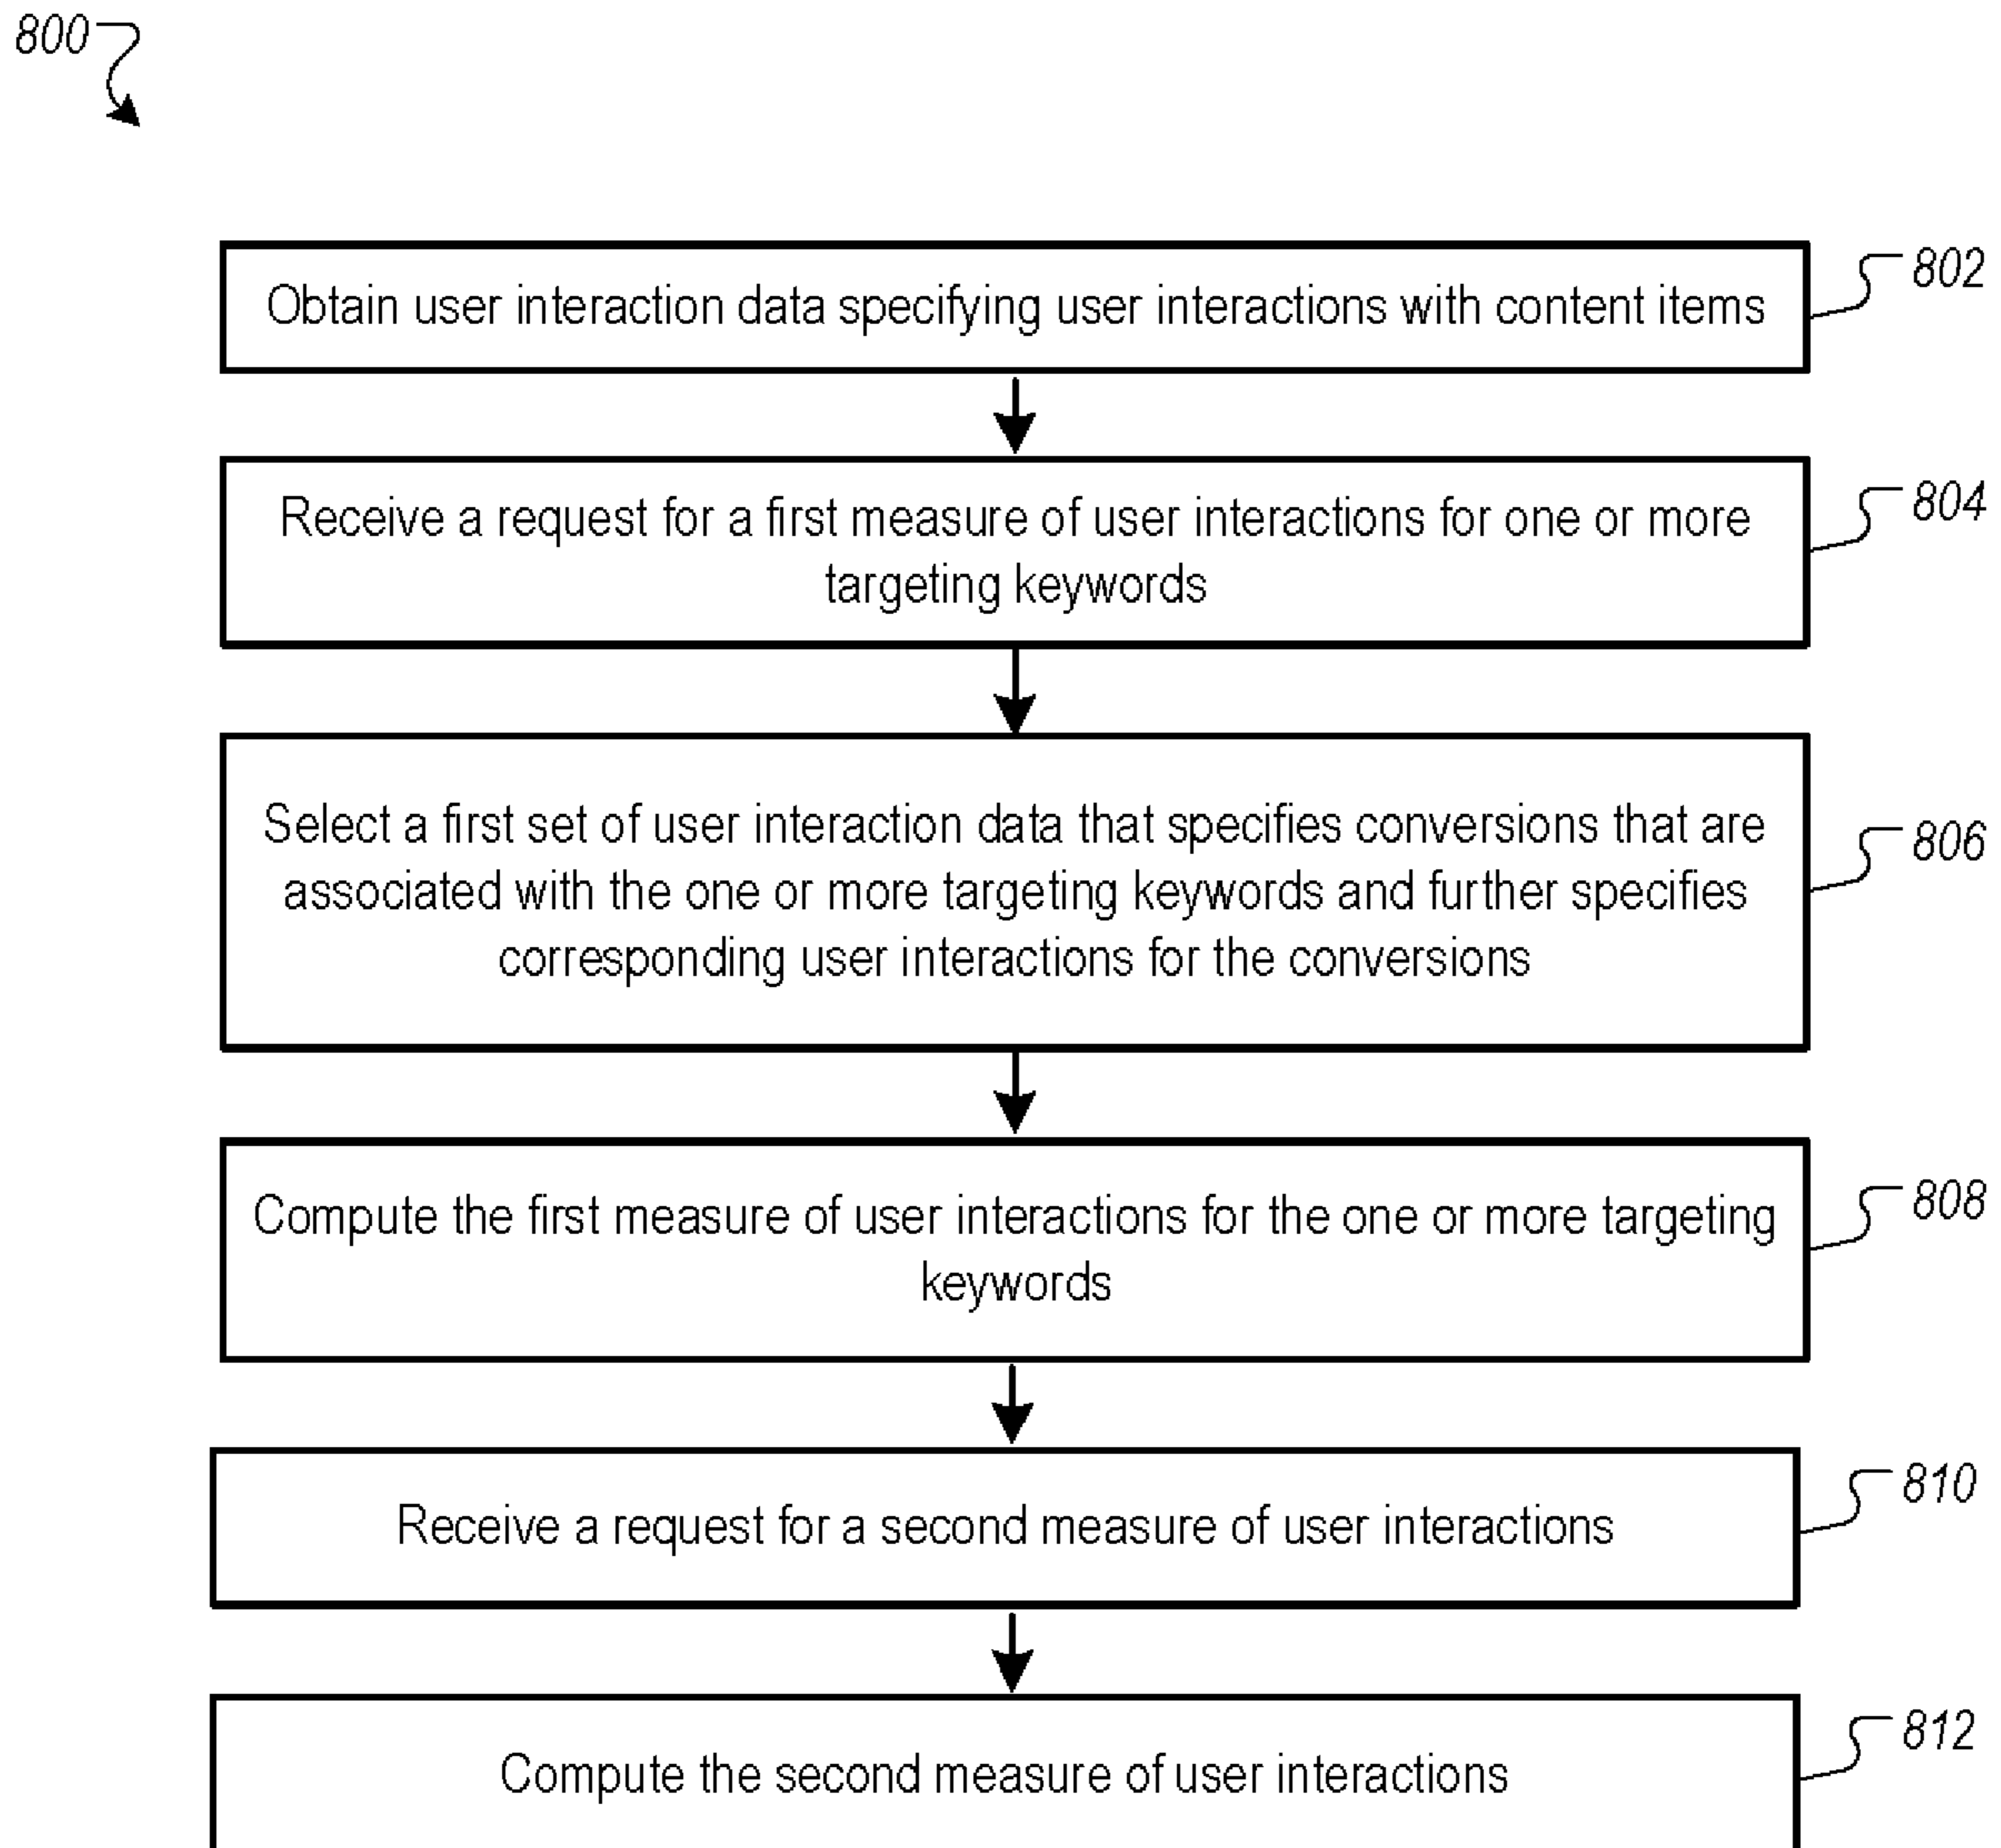 800
Obtain user interaction data specifying user interactions with content items
802
Receive a request for a first measure of user interactions for one or more
targeting keywords
804
Select a first set of user interaction data that specifies conversions that are
associated with the one or more targeting keywords and further specifies
corresponding user interactions for the conversions
806
Compute the first measure of user interactions for the one or more targeting
keywords
808
Receive a request for a second measure of user interactions
810
Compute the second measure of user interactions
812